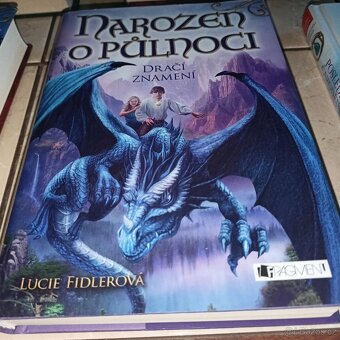 NAROZEN
O PŮLNOCI
DRAČÍ
ZNAMENÍ
LUCIE FIDLEROVÁ
FRAGMENT